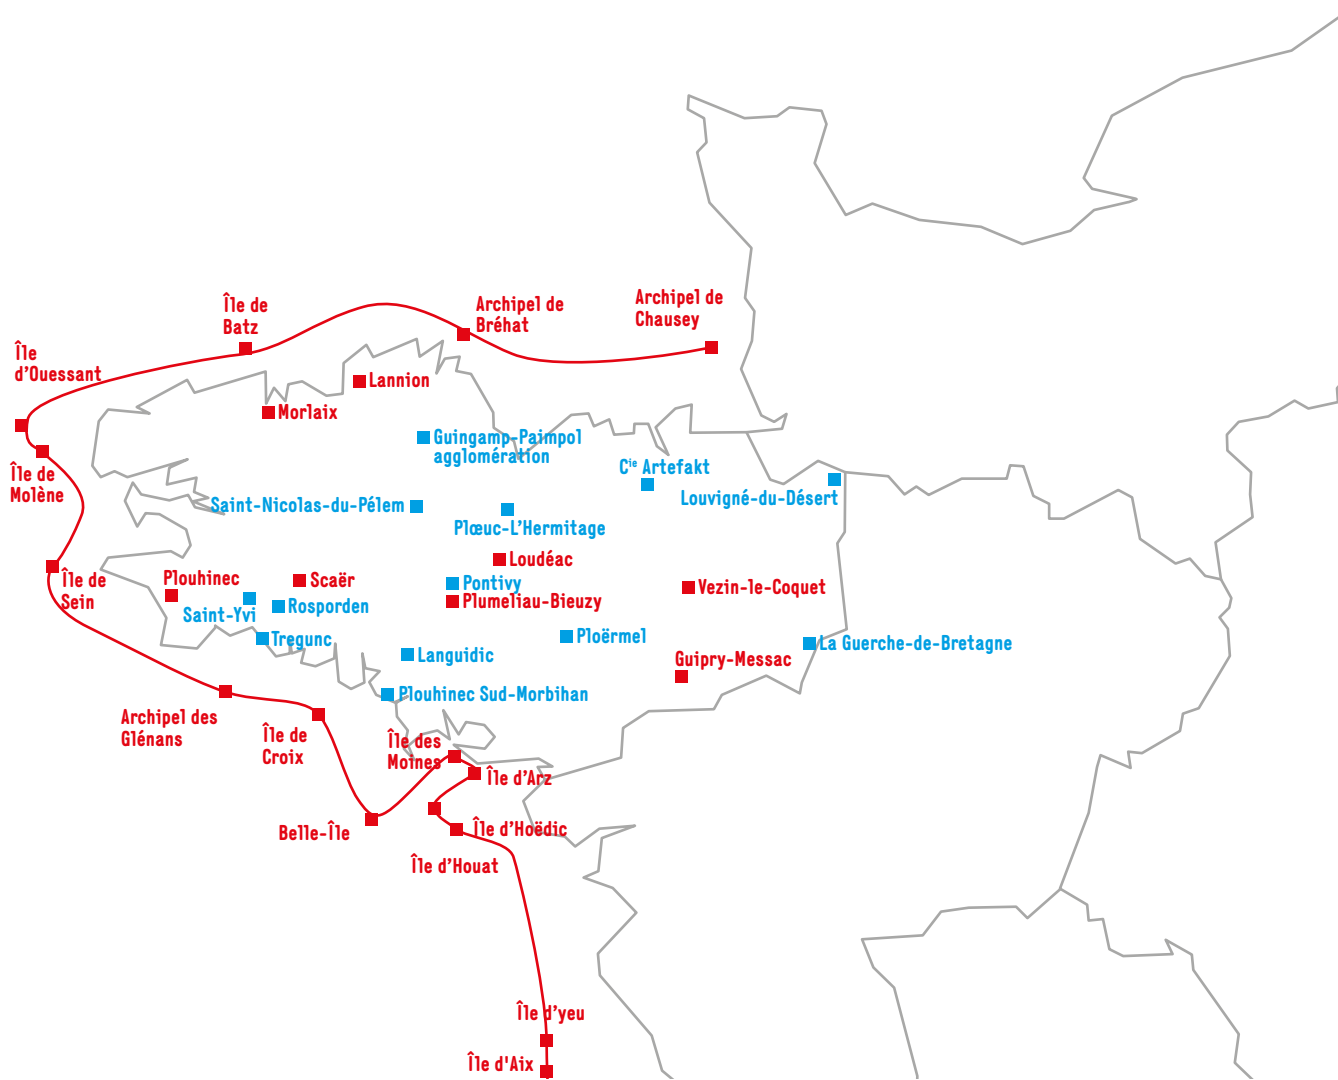 Île de
Batz
Archipel de
Bréhat
Archipel de
Chausey
Île
d'Ouessant
Lannion
Morlaix
Guingamp-Paimpol
agglomération
Cie Artefakt
Île de
Molène
Louvigné-du-Désert
Saint-Nicolas-du-Pélem
Plœuc-L'Hermitage
Loudéac
Île de
Sein
Plouhinec
Scaër
Pontivy
Vezin-le-Coquet
Plumeliau-Bieuzy
Saint-Yvi
Rosporden
Tregunc
Ploërmel
La Guerche-de-Bretagne
Languidic
Guipry-Messac
Plouhinec Sud-Morbihan
Archipel des
Glénans
Île de
Croix
Île des
Moines
Île d'Arz
Belle-Île
Île d'Hoëdic
Île d'Houat
Île d'yeu
Île d'Aix